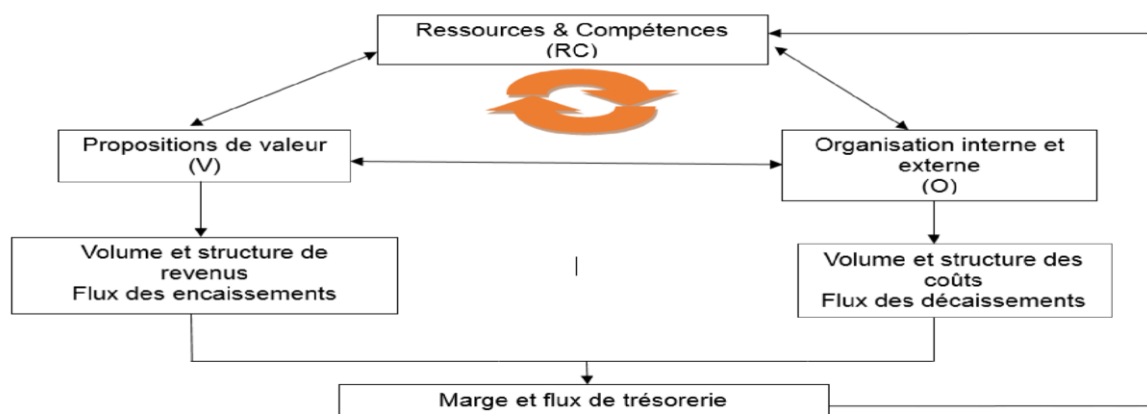 Ressources & Compétences
(RC)
Propositions de valeur
(V)
Organisation interne et
externe
(O)
Volume et structure de
revenus
Flux des encaissements
Volume et structure des
coûts
Flux des décaissements
Marge et flux de trésorerie